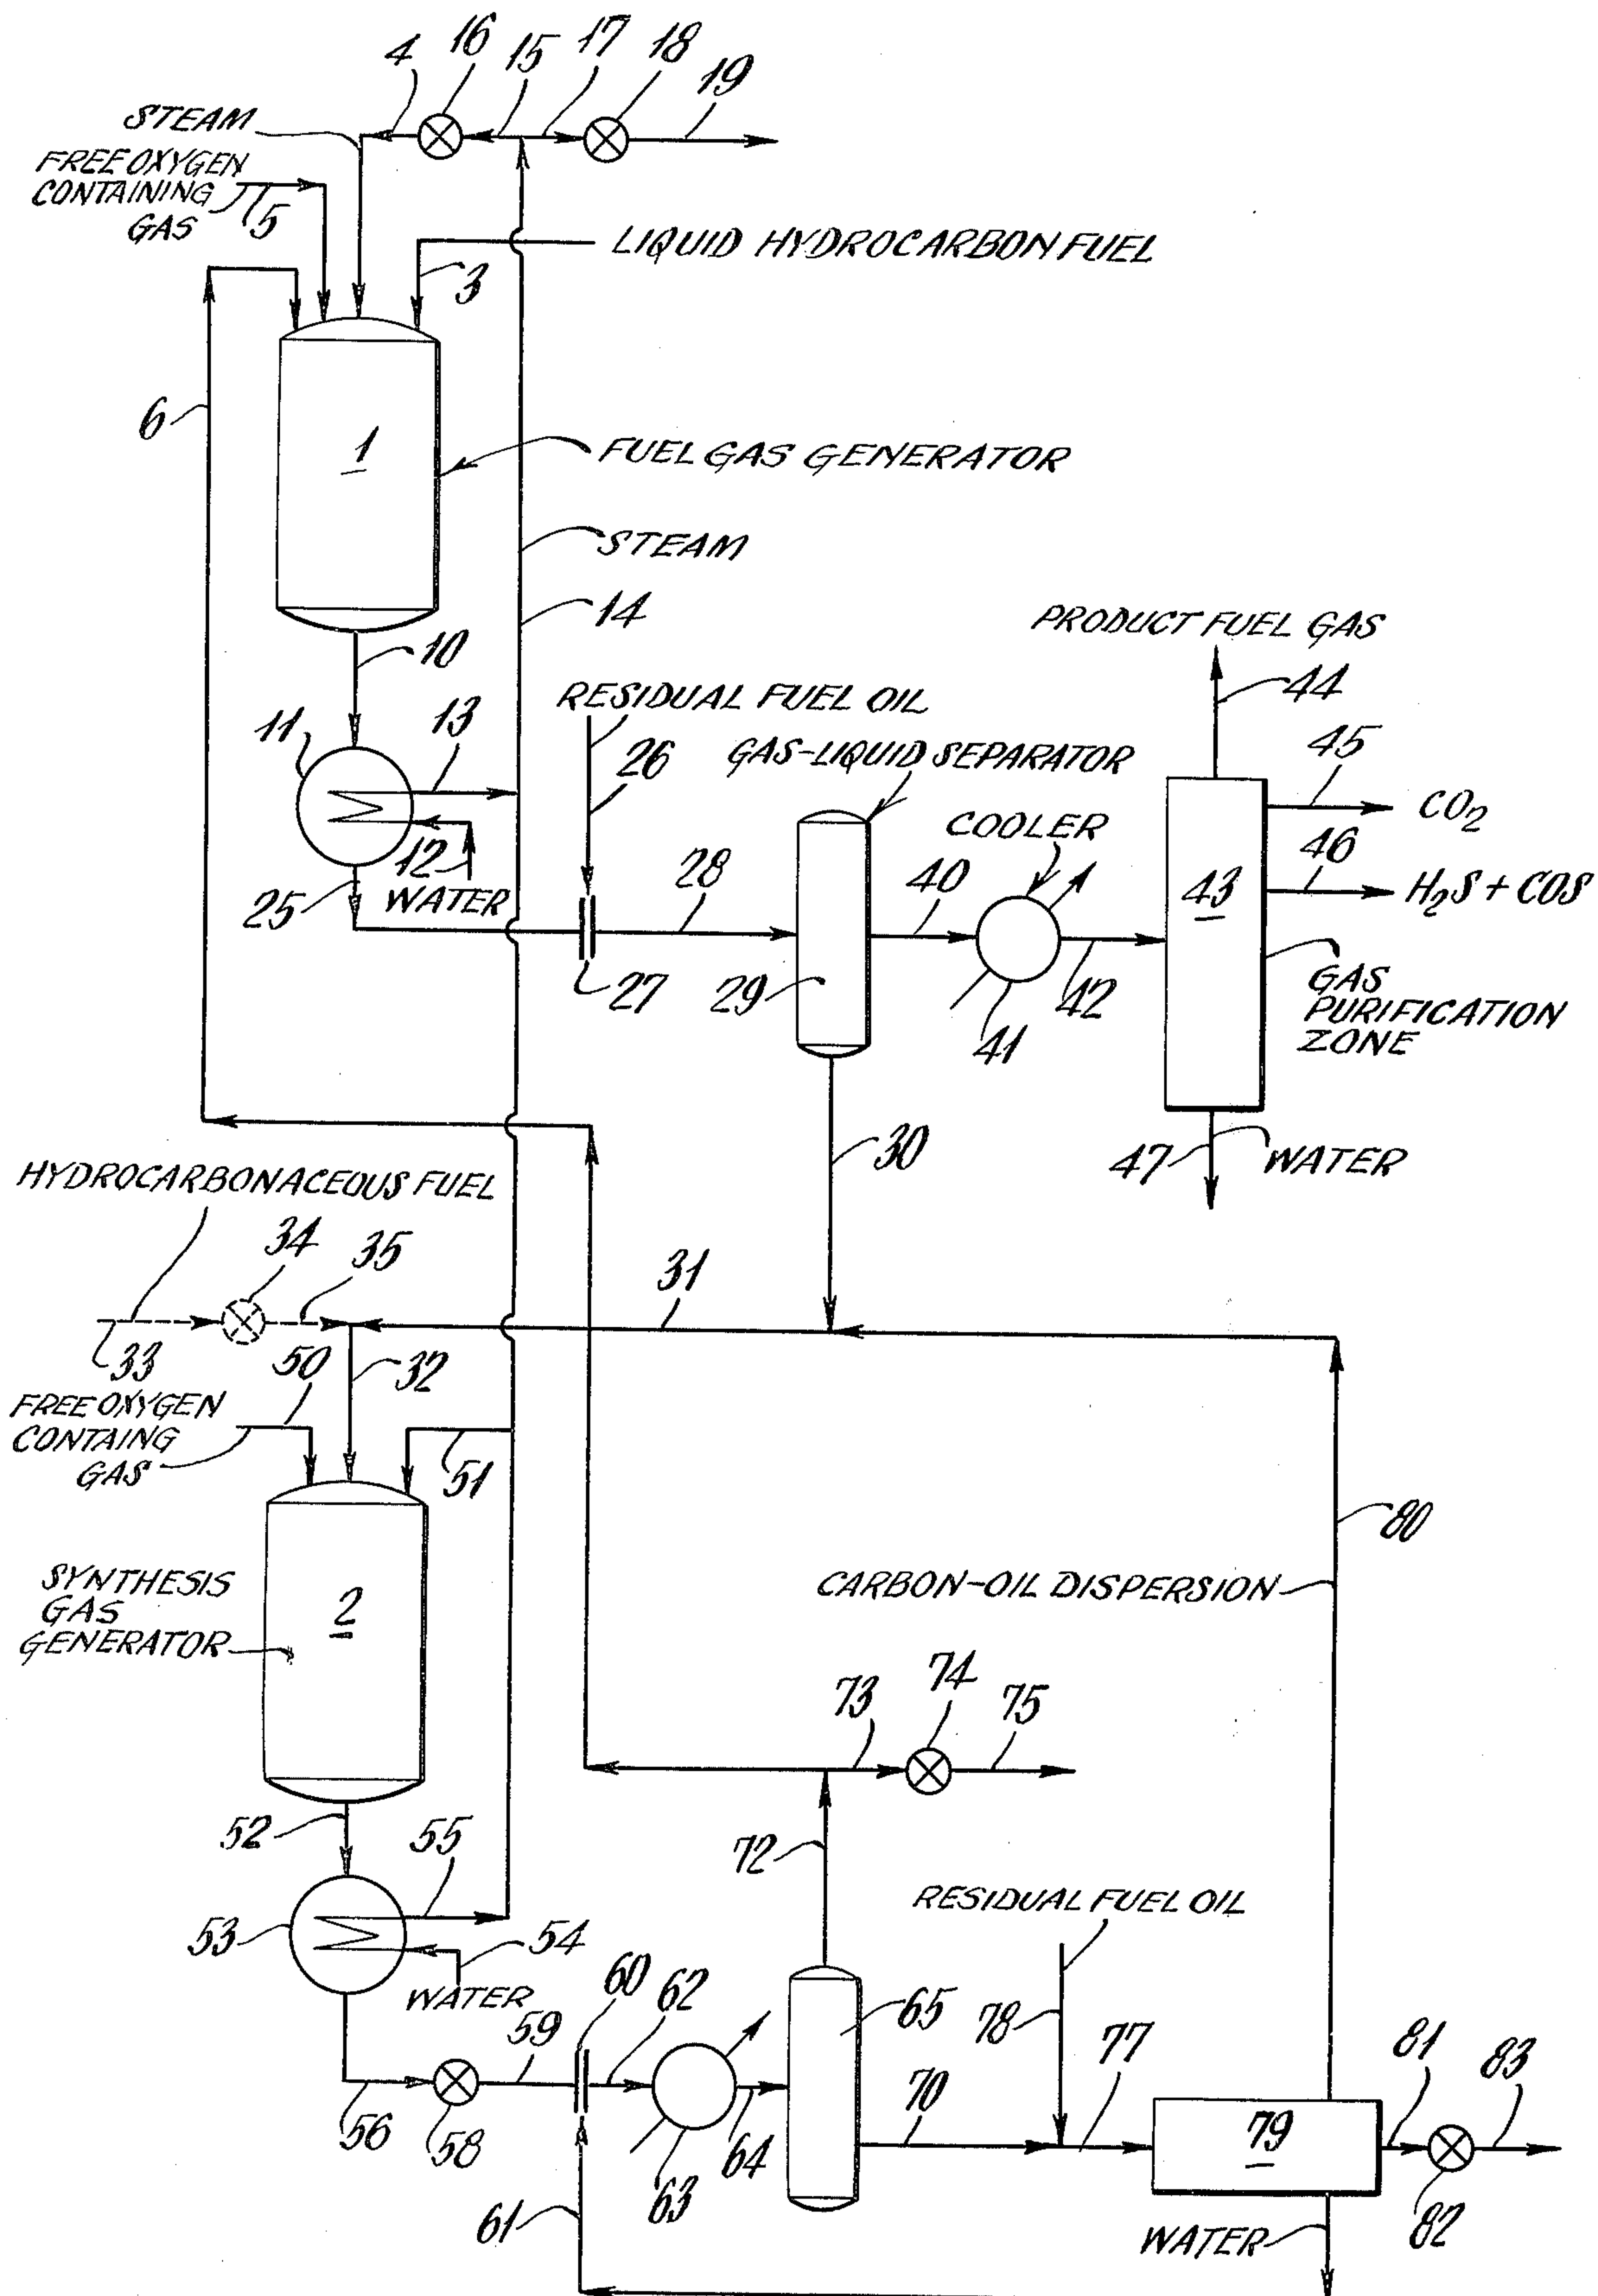 4 16 15 17 18 19
STEAM
FREE OXYGEN
CONTAINING
GAS
5
LIQUID HYDROCARBON FUEL
3
6
1
FUEL GAS GENERATOR
STEAM
14
10
PRODUCT FUEL GAS
44
RESIDUAL FUEL OIL
11
13
26
GAS-LIQUID SEPARATOR
45
CO2
COOLER
46
H2S + COS
12
WATER
25
28
40
43
27
29
41
42
GAS
PURIFICATION
ZONE
30
47
WATER
HYDROCARBONACEOUS FUEL
34
35
31
33
50
32
FREE OXYGEN
CONTAING
GAS
51
80
SYNTHESIS
GAS
GENERATOR
2
CARBON-OIL DISPERSION
73
74
75
52
55
72
RESIDUAL FUEL OIL
53
54
WATER
60
62
65
78
77
81
83
59
56
58
63
64
70
79
61
WATER
82